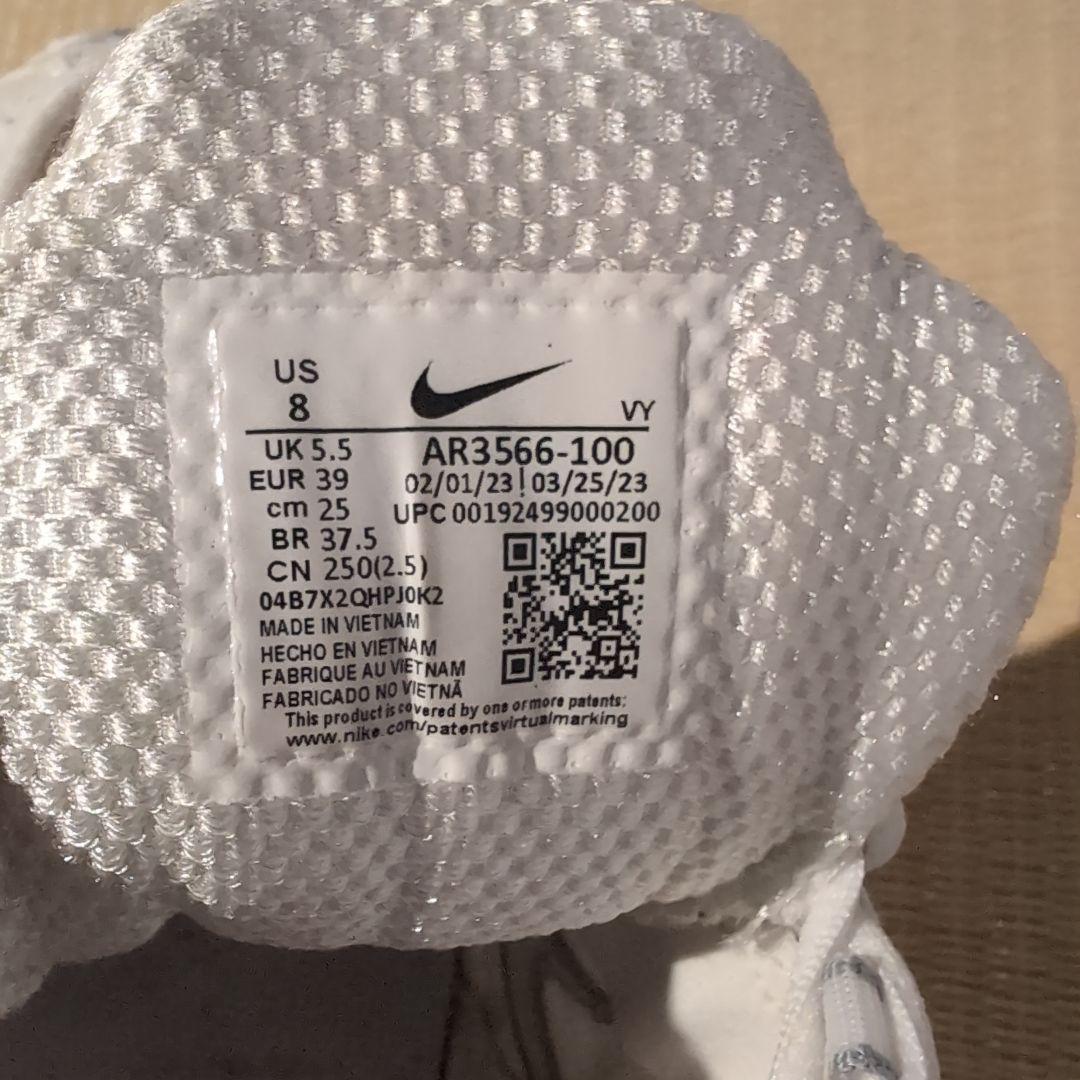 US
8
VY
UK 5.5
AR3566-100
EUR 39
02/01/23 | 03/25/23
cm 25
UPC 00192499000200
BR 37.5
CN 250(2.5)
04B7X2QHPJ0K2
MADE IN VIETNAM
HECHO EN VIETNAM
FABRIQUE AU VIETNAM
FABRICADO NO VIETNÃ
This product is covered by one or more patents:
www.nike.com/patentsvirtualmarking